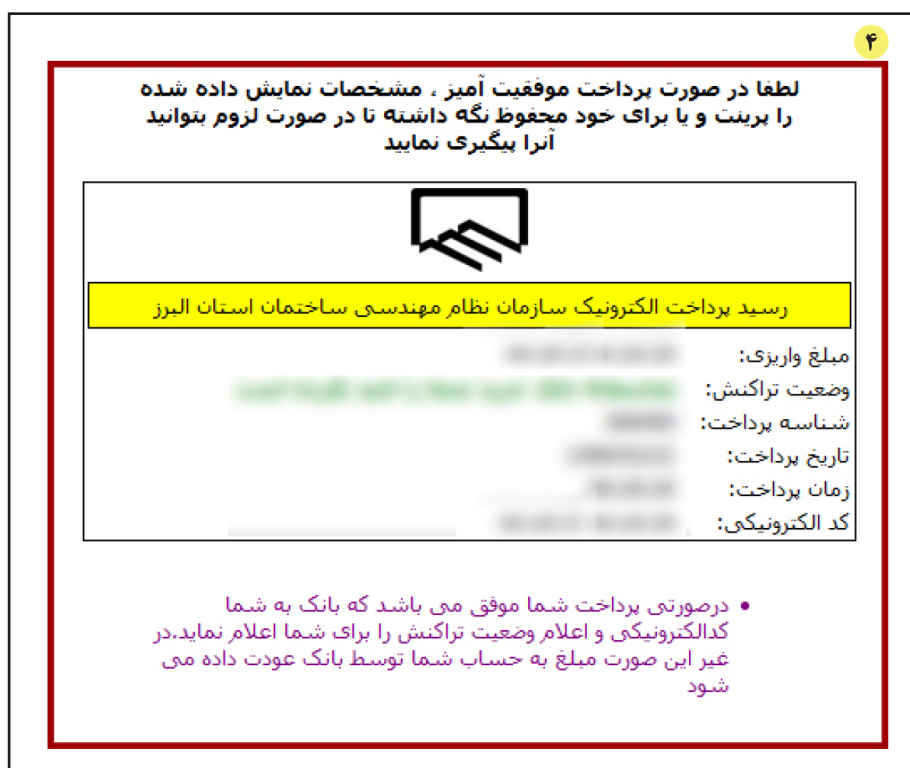 ۴
لطفا در صورت پرداخت موفقیت آمیز ، مشخصات نمایش داده شده
را پرینت و یا برای خود محفوظ نگه داشته تا در صورت لزوم بتوانید
آنرا پیگیری نمایید
رسید پرداخت الکترونیک سازمان نظام مهندسی ساختمان استان البرز
مبلغ واریزی:
وضعیت تراکنش:
شناسه پرداخت:
تاریخ پرداخت:
زمان پرداخت:
کد الکترونیکی:
• درصورتی پرداخت شما موفق می باشد که بانک به شما
کدالکترونیکی و اعلام وضعیت تراکنش را برای شما اعلام نماید.در
غیر این صورت مبلغ به حساب شما توسط بانک عودت داده می
شود